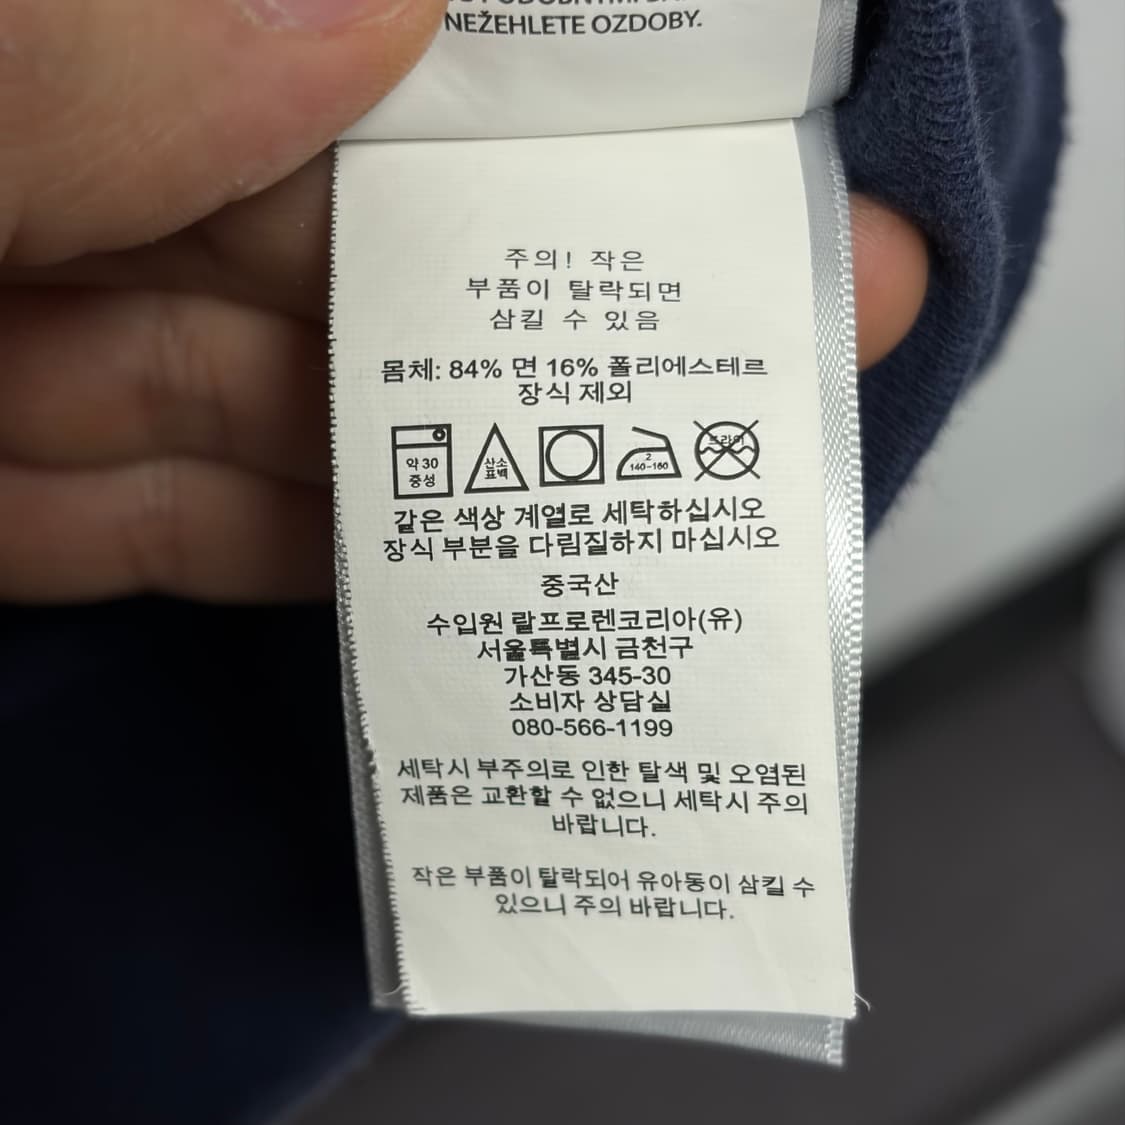 NEŽEHLETE OZDOBY.
주의! 작은
부품이 탈락되면
삼킬 수 있음
몸체: 84% 면 16% 폴리에스테르
장식 제외
약 30
중성
산소
표백
2
140-160
드라이
같은 색상 계열로 세탁하십시오
장식 부분을 다림질하지 마십시오
중국산
수입원 랄프로렌코리아(유)
서울특별시 금천구
가산동 345-30
소비자 상담실
080-566-1199
세탁시 부주의로 인한 탈색 및 오염된
제품은 교환할 수 없으니 세탁시 주의
바랍니다.
작은 부품이 탈락되어 유아동이 삼킬 수
있으니 주의 바랍니다.